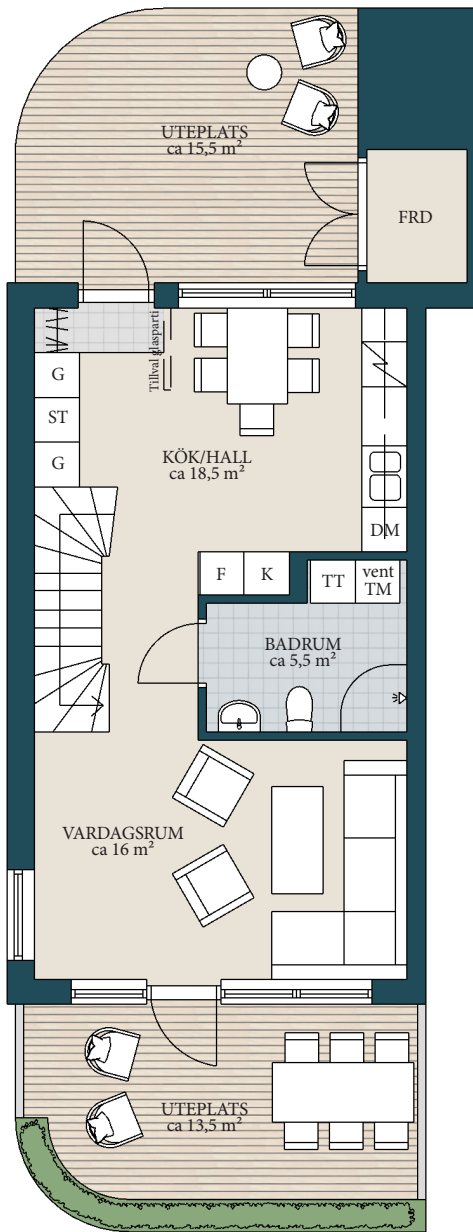 UTEPLATS
ca 15,5 m²
FRD
Tillval glasparti
G
ST
G
KÖK/HALL
ca 18,5 m²
DM
F
K
TT
vent
TM
BADRUM
ca 5,5 m²
VARDAGSRUM
ca 16 m²
UTEPLATS
ca 13,5 m²